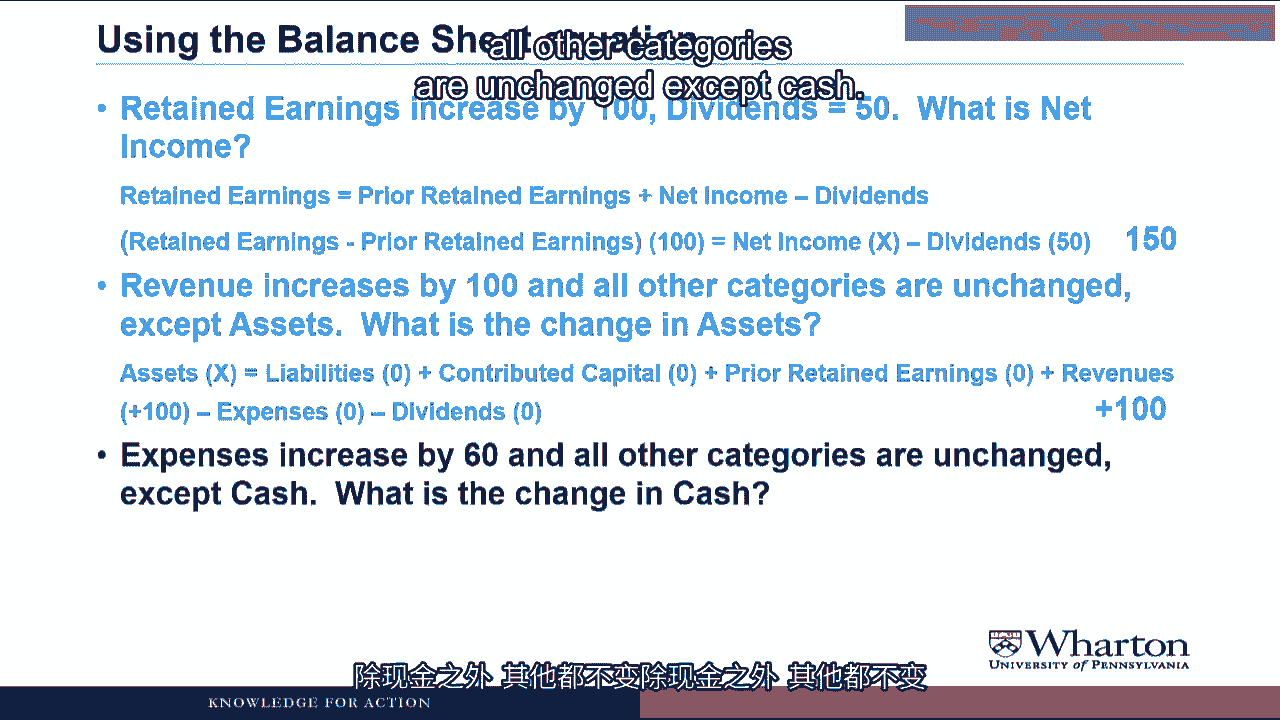 Using the Balance Sheet equation
all other categories
are unchanged except cash.
• Retained Earnings increase by 100, Dividends = 50. What is Net
Income?
Retained Earnings = Prior Retained Earnings + Net Income – Dividends
(Retained Earnings - Prior Retained Earnings) (100) = Net Income (X) – Dividends (50) 150
• Revenue increases by 100 and all other categories are unchanged,
except Assets. What is the change in Assets?
Assets (X) = Liabilities (0) + Contributed Capital (0) + Prior Retained Earnings (0) + Revenues
(+100) – Expenses (0) – Dividends (0) +100
• Expenses increase by 60 and all other categories are unchanged,
except Cash. What is the change in Cash?
Wharton
UNIVERSITY of PENNSYLVANIA
除现金之外 其他都不变除现金之外 其他都不变
KNOWLEDGE FOR ACTION